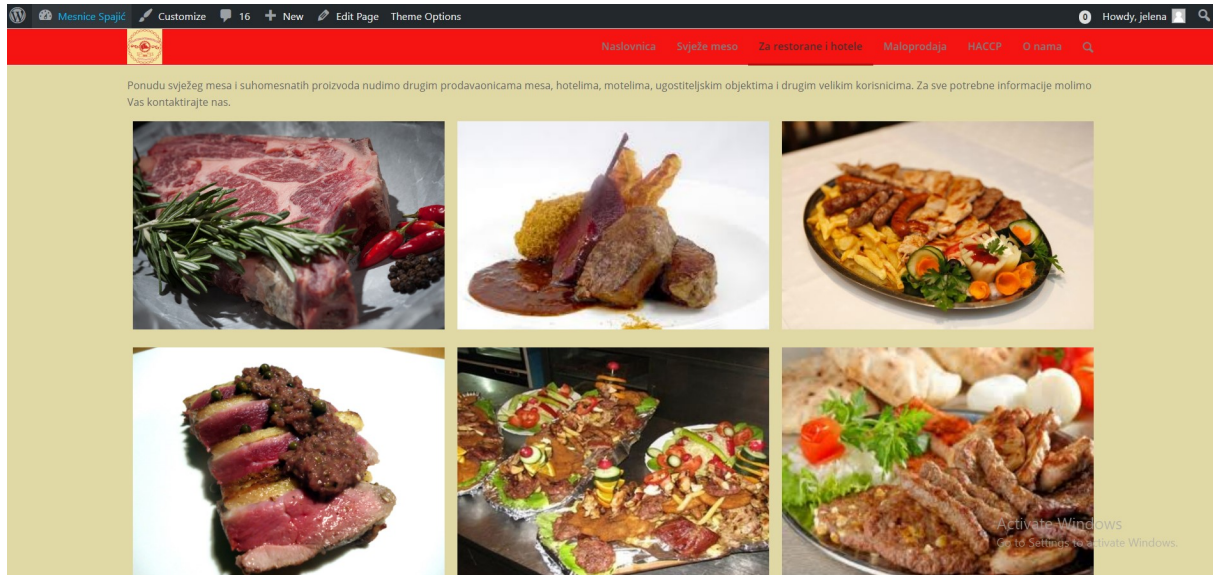 Mesnice Spajić Customize 16 New Edit Page Theme Options 0 Howdy, jelena
Naslovnica Svježe meso Za restorane i hotele Maloprodaja HACCP O nama
Ponudu svježeg mesa i suhomesnatih proizvoda nudimo drugim prodavaonicama mesa, hotelima, motelima, ugostiteljskim objektima i drugim velikim korisnicima. Za sve potrebne informacije molimo
Vas kontaktirajte nas.
Activate Windows
Go to Settings to activate Windows.